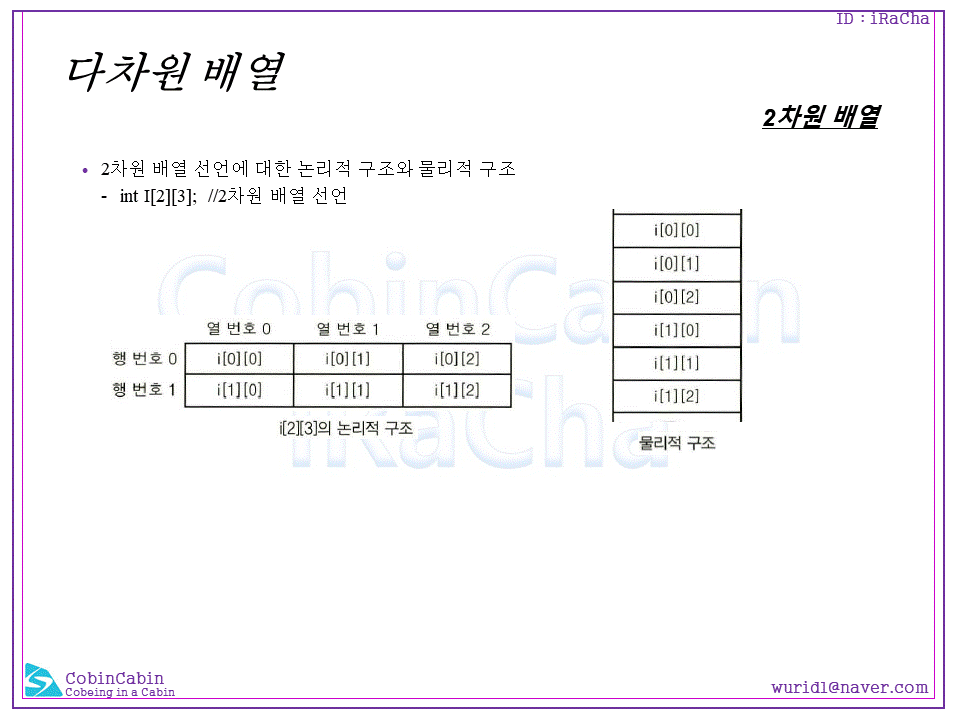 ID : iRaCha
다차원 배열
2차원 배열
• 2차원 배열 선언에 대한 논리적 구조와 물리적 구조
- int I[2][3]; //2차원 배열 선언
CobinCabin
iRaCha
열 번호 0 열 번호 1 열 번호 2
행 번호 0 i[0][0] i[0][1] i[0][2]
행 번호 1 i[1][0] i[1][1] i[1][2]
i[2][3]의 논리적 구조
i[0][0]
i[0][1]
i[0][2]
i[1][0]
i[1][1]
i[1][2]
물리적 구조
CobinCabin
Cobeing in a Cabin
wurid1@naver.com